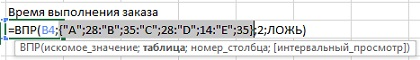 Время выполнения заказа
=ВПР(B4;{"A";28:"B";35:"C";28:"D";14:"E";35};2;ЛОЖЬ)
ВПР(искомое_значение; таблица; номер_столбца; [интервальный_просмотр])